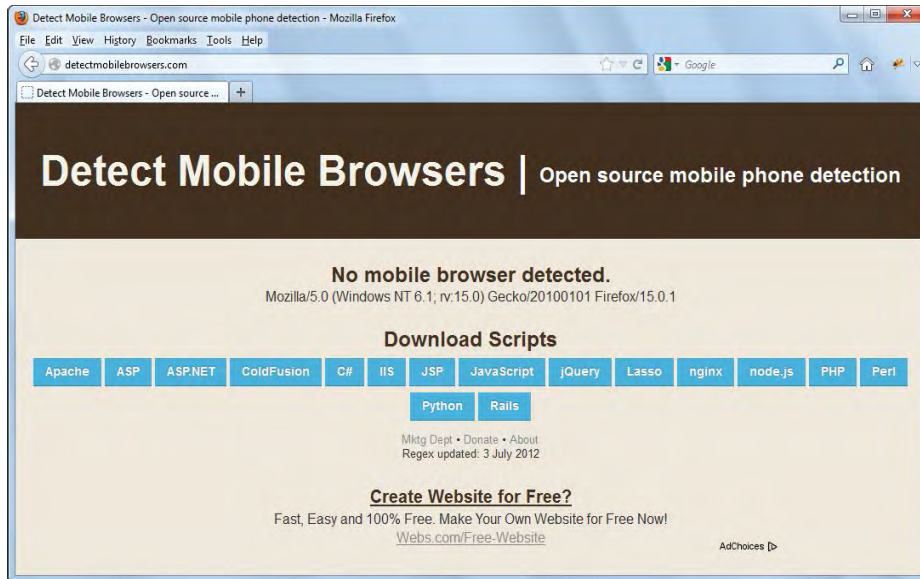 Detect Mobile Browsers - Open source mobile phone detection - Mozilla Firefox
File Edit View History Bookmarks Tools Help
detectmobilebrowsers.com
Google
Detect Mobile Browsers - Open source ...
+
Detect Mobile Browsers | Open source mobile phone detection
No mobile browser detected.
Mozilla/5.0 (Windows NT 6.1; rv:15.0) Gecko/20100101 Firefox/15.0.1
Download Scripts
Apache ASP ASP.NET ColdFusion C# IIS JSP JavaScript jQuery Lasso nginx node.js PHP Perl
Python Rails
Mktg Dept • Donate • About
Regex updated: 3 July 2012
Create Website for Free?
Fast, Easy and 100% Free. Make Your Own Website for Free Now!
Webs.com/Free-Website
AdChoices